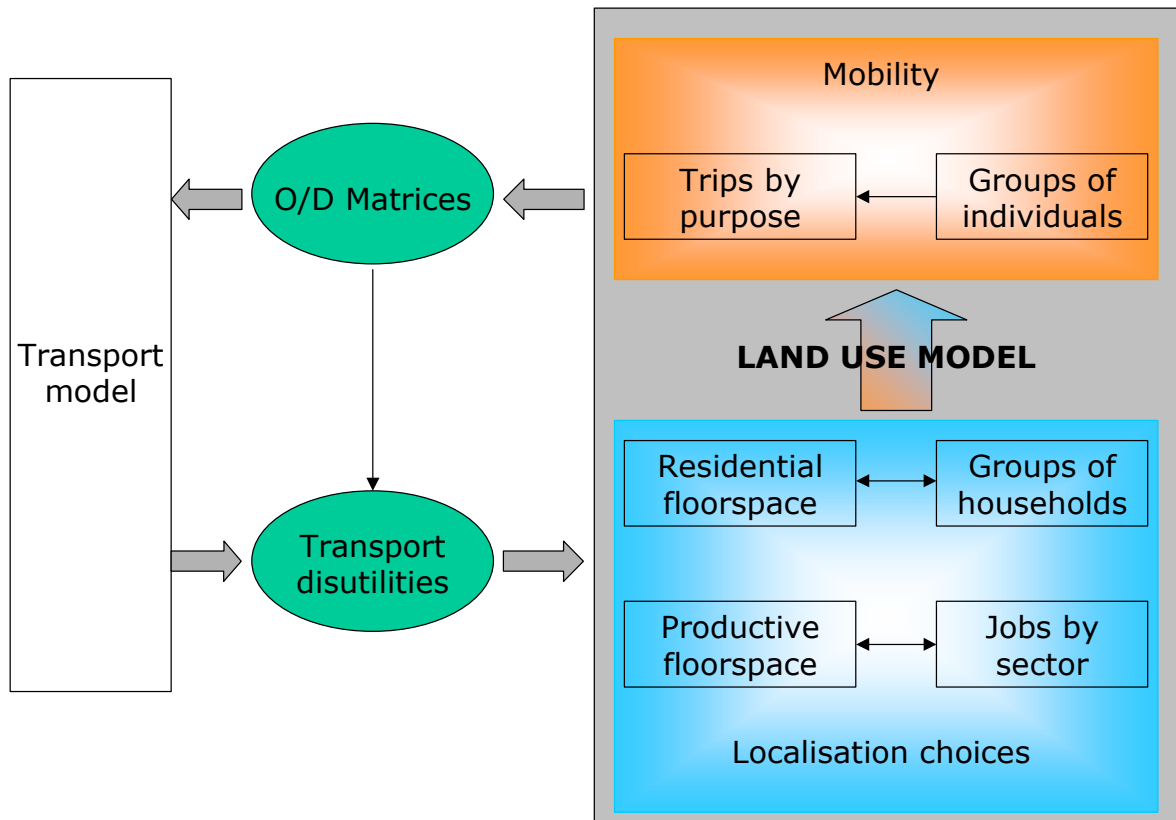 Mobility
Trips by
purpose
Groups of
individuals
O/D Matrices
Transport
model
LAND USE MODEL
Residential
floorspace
Groups of
households
Transport
disutilities
Productive
floorspace
Jobs by
sector
Localisation choices